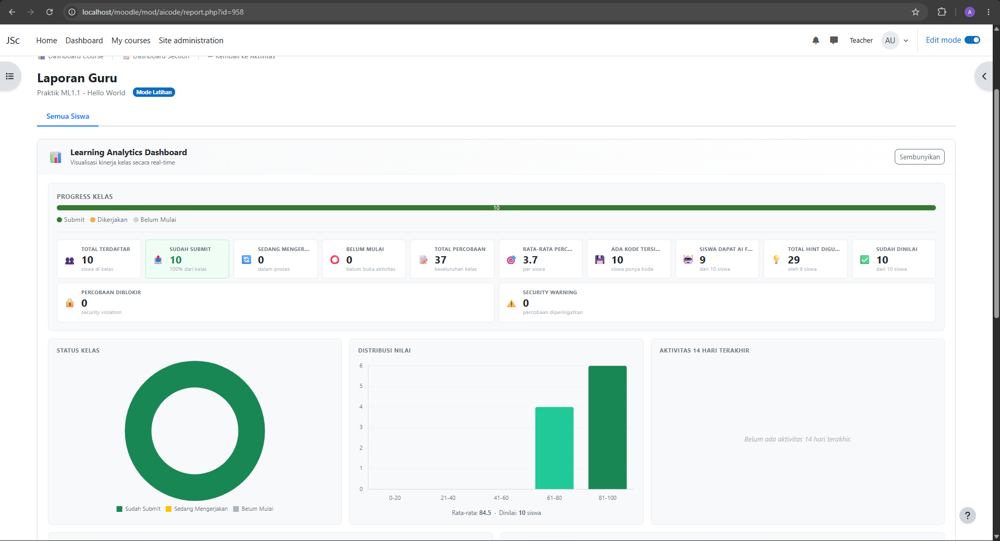 localhost/moodle/mod/aicode/report.php?id=958
A
JSc
Home Dashboard My courses Site administration
Teacher AU Edit mode
Dashboard Course Dashboard Section ← Kembali ke Aktivitas
Laporan Guru
Praktik ML1.1 - Hello World Mode Latihan
Semua Siswa
Learning Analytics Dashboard
Visualisasi kinerja kelas secara real-time
Sembunyikan
PROGRESS KELAS
10
Submit Dikerjakan Belum Mulai
TOTAL TERDAFTAR
10
siswa di kelas
SUDAH SUBMIT
10
100% dari kelas
SEDANG MENGER...
0
dalam proses
BELUM MULAI
0
belum buka aktivitas
TOTAL PERCOBAAN
37
keseluruhan kelas
RATA-RATA PERC...
3.7
per siswa
ADA KODE TERSI...
10
siswa punya kode
SISWA DAPAT AI F...
9
dari 10 siswa
TOTAL HINT DIGU...
29
oleh 9 siswa
SUDAH DINILAI
10
dari 10 siswa
PERCOBAAN DIBLOKIR
0
security violation
SECURITY WARNING
0
percobaan diperingatkan
STATUS KELAS
Sudah Submit Sedang Mengerjakan Belum Mulai
DISTRIBUSI NILAI
6
5
4
3
2
1
0
0-20 21-40 41-60 61-80 81-100
Rata-rata: 84.5 · Dinilai: 10 siswa
AKTIVITAS 14 HARI TERAKHIR
Belum ada aktivitas 14 hari terakhir.
?